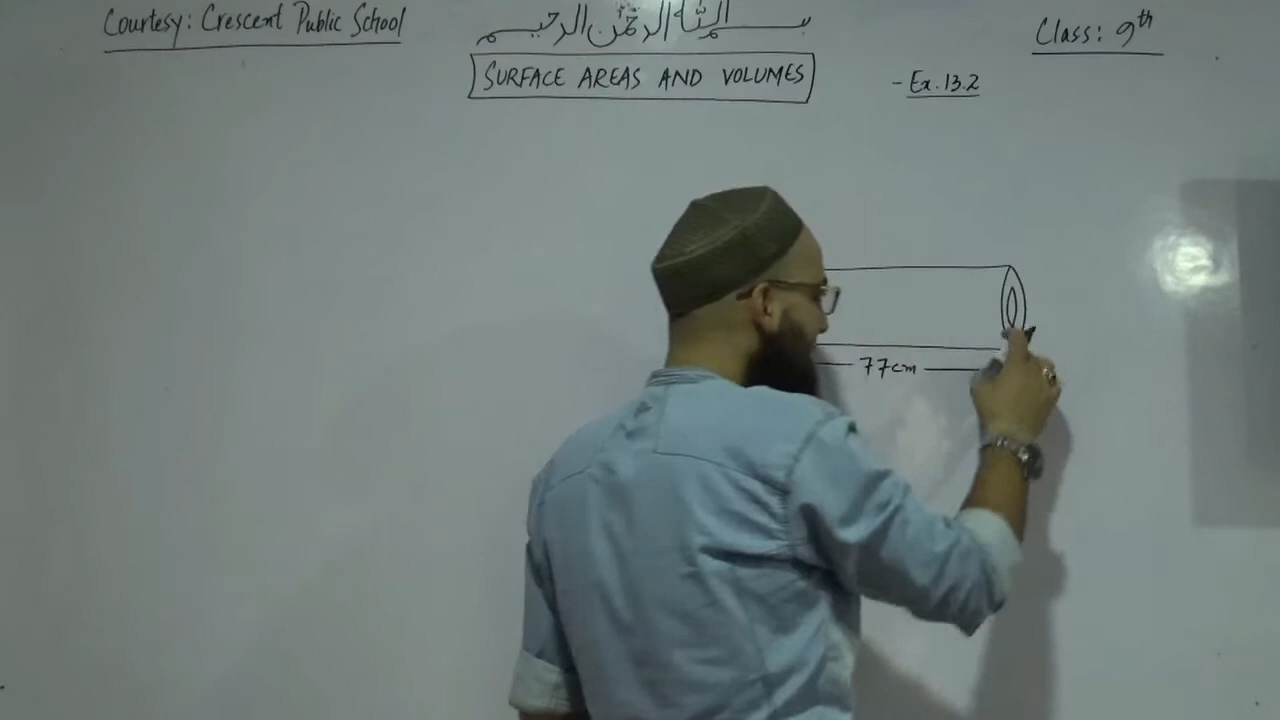 Courtesy: Crescent Public School
بسم الله الرحمن الرحيم
Class: 9th
SURFACE AREAS AND VOLUMES
- Ex. 13.2
77cm